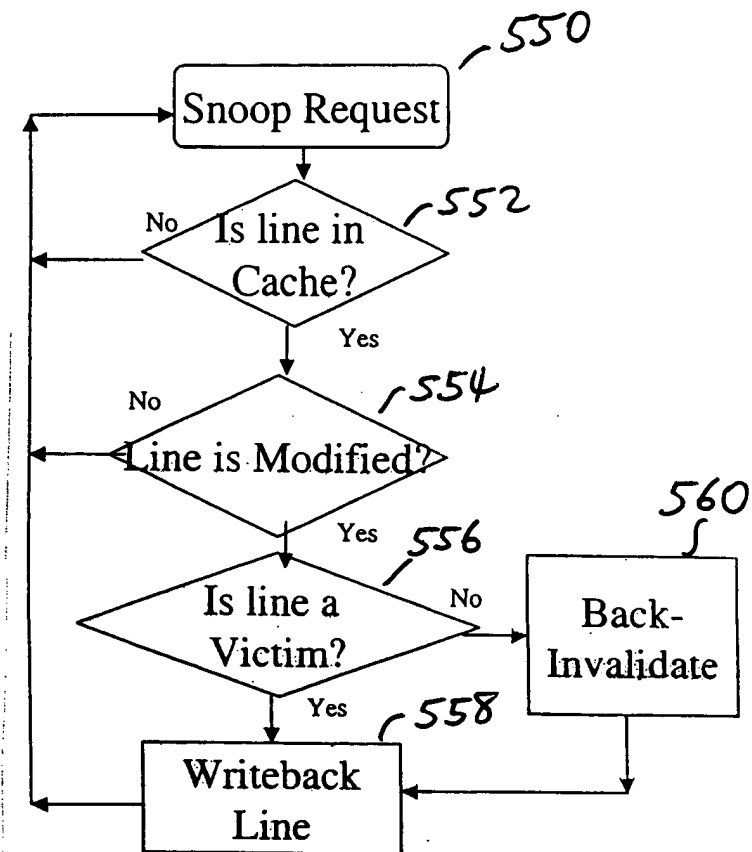 550
Snoop Request
552
No
Is line in
Cache?
Yes
554
No
Line is Modified?
Yes
556
560
Is line a
Victim?
No
Back-
Invalidate
Yes
558
Writeback
Line